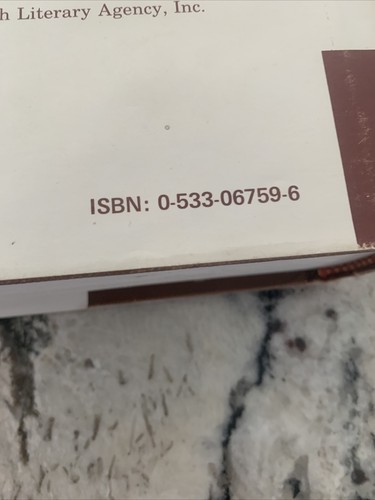 h Literary Agency, Inc.
ISBN: 0-533-06759-6